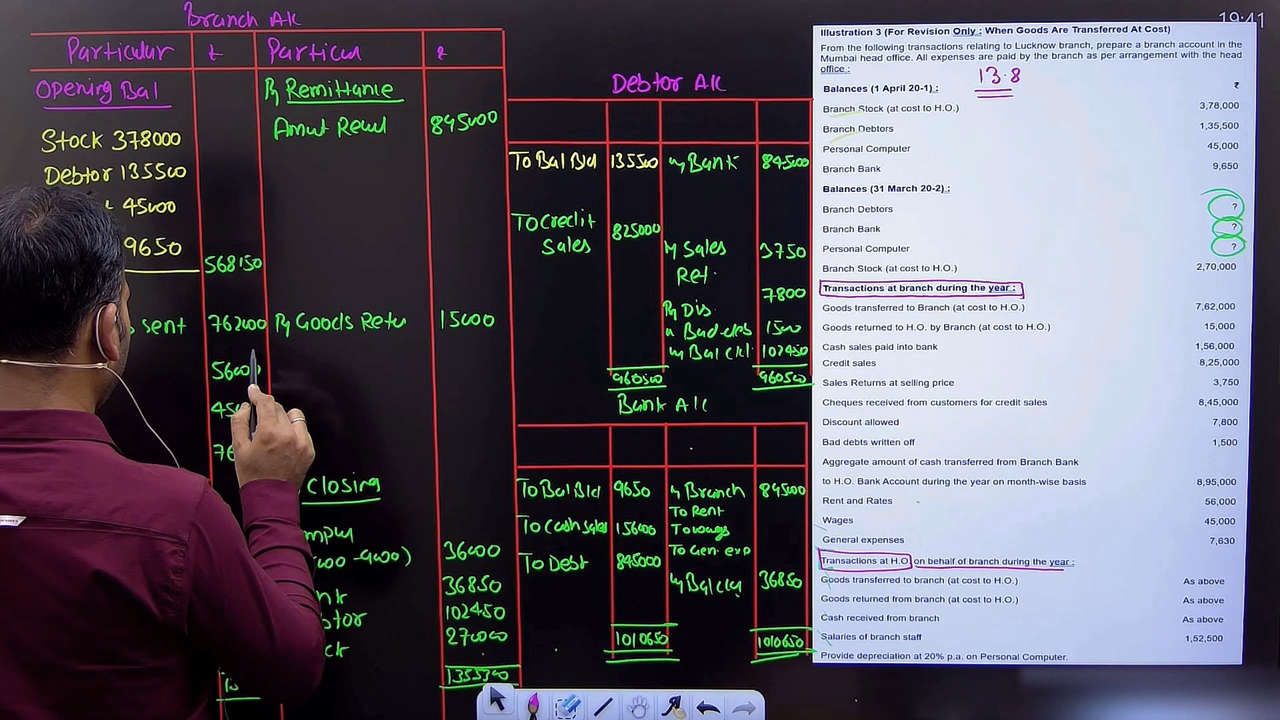 19:41
Branch A/c
Particular ₹ Particul ₹
Opening Bal
Stock 378000
Debtor 135500
45000
9650
568150
sent 762000
By Remittance
845000
By Goods Retu 15000
Closing
36000
36850
102450
270000
1355300
Debtor A/c
To Bal B/d 135500 By Bank 845000
To credit Sales 825000
By Sales Ret. 3750
7800
By Dis
Bad debts 1500
Bal c/d. 102450
960500 960500
Bank A/c
To Bal B/d 9650 By Branch 845000
To Rent
To Cash Sales 156000 To wags
To Debt 845000 To Gen. exp
By Bal c/d 36850
1010650 1010650
Illustration 3 (For Revision Only : When Goods Are Transferred At Cost)
From the following transactions relating to Lucknow branch, prepare a branch account in the
Mumbai head office. All expenses are paid by the branch as per arrangement with the head
office :
13.8
Balances (1 April 20-1) : ₹
Branch Stock (at cost to H.O.) 3,78,000
Branch Debtors 1,35,500
Personal Computer 45,000
Branch Bank 9,650
Balances (31 March 20-2) :
Branch Debtors ?
Branch Bank ?
Personal Computer ?
Branch Stock (at cost to H.O.) 2,70,000
Transactions at branch during the year :
Goods transferred to Branch (at cost to H.O.) 7,62,000
Goods returned to H.O. by Branch (at cost to H.O.) 15,000
Cash sales paid into bank 1,56,000
Credit sales 8,25,000
Sales Returns at selling price 3,750
Cheques received from customers for credit sales 8,45,000
Discount allowed 7,800
Bad debts written off 1,500
Aggregate amount of cash transferred from Branch Bank
to H.O. Bank Account during the year on month-wise basis 8,95,000
Rent and Rates 56,000
Wages 45,000
General expenses 7,630
Transactions at H.O on behalf of branch during the year :
Goods transferred to branch (at cost to H.O.) As above
Goods returned from branch (at cost to H.O.) As above
Cash received from branch As above
Salaries of branch staff 1,52,500
Provide depreciation at 20% p.a. on Personal Computer.